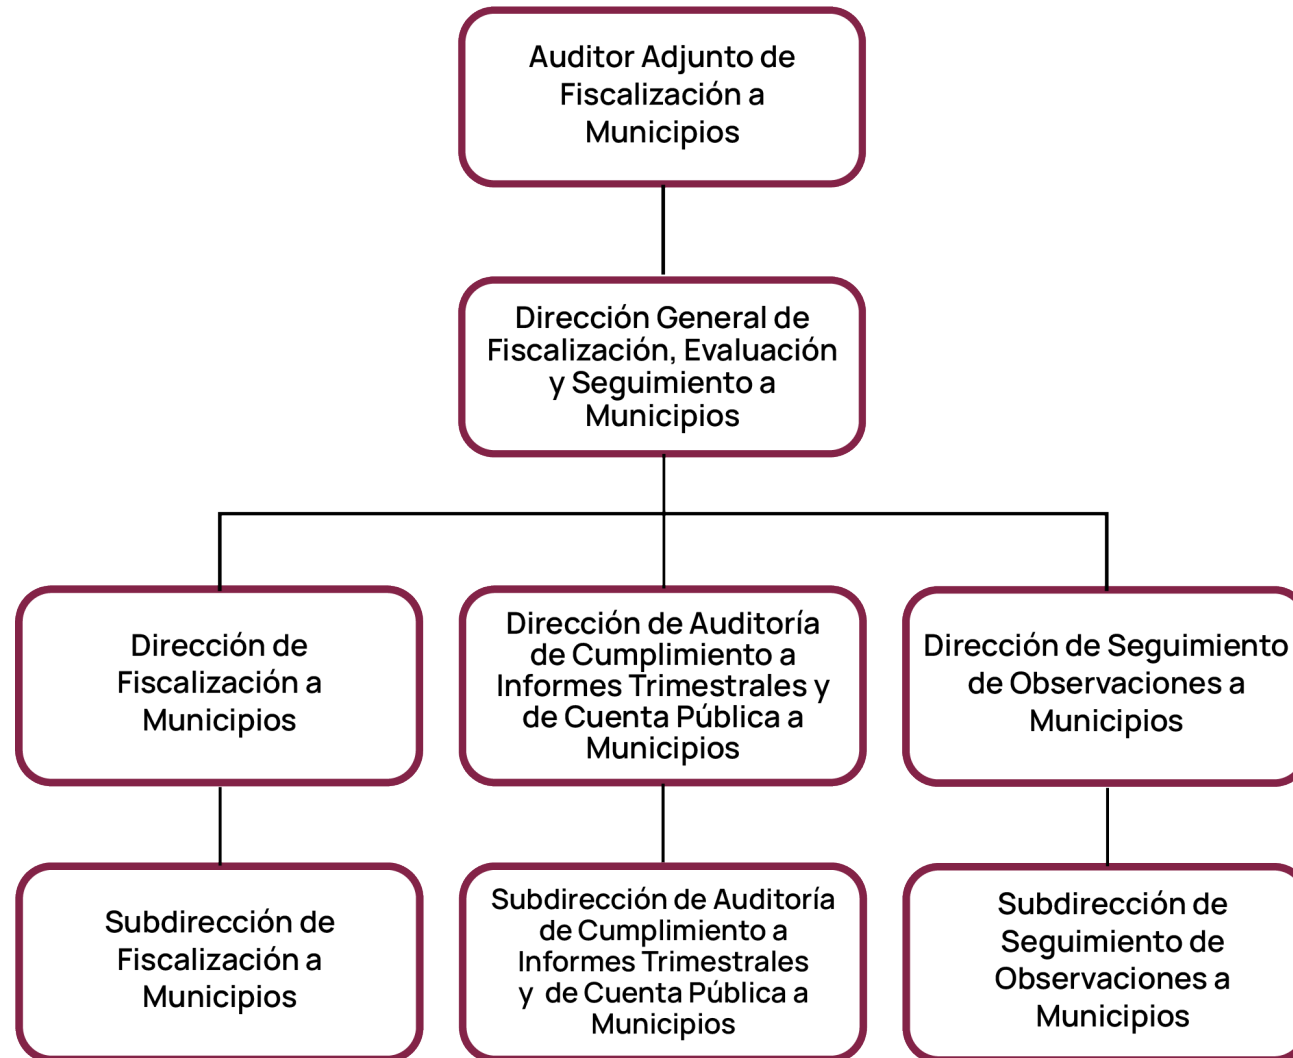 Auditor Adjunto de
Fiscalización a
Municipios
Dirección General de
Fiscalización, Evaluación
y Seguimiento a
Municipios
Dirección de
Fiscalización a
Municipios
Dirección de Auditoría
de Cumplimiento a
Informes Trimestrales y
de Cuenta Pública a
Municipios
Dirección de Seguimiento
de Observaciones a
Municipios
Subdirección de
Fiscalización a
Municipios
Subdirección de Auditoría
de Cumplimiento a
Informes Trimestrales
y de Cuenta Pública a
Municipios
Subdirección de
Seguimiento de
Observaciones a
Municipios